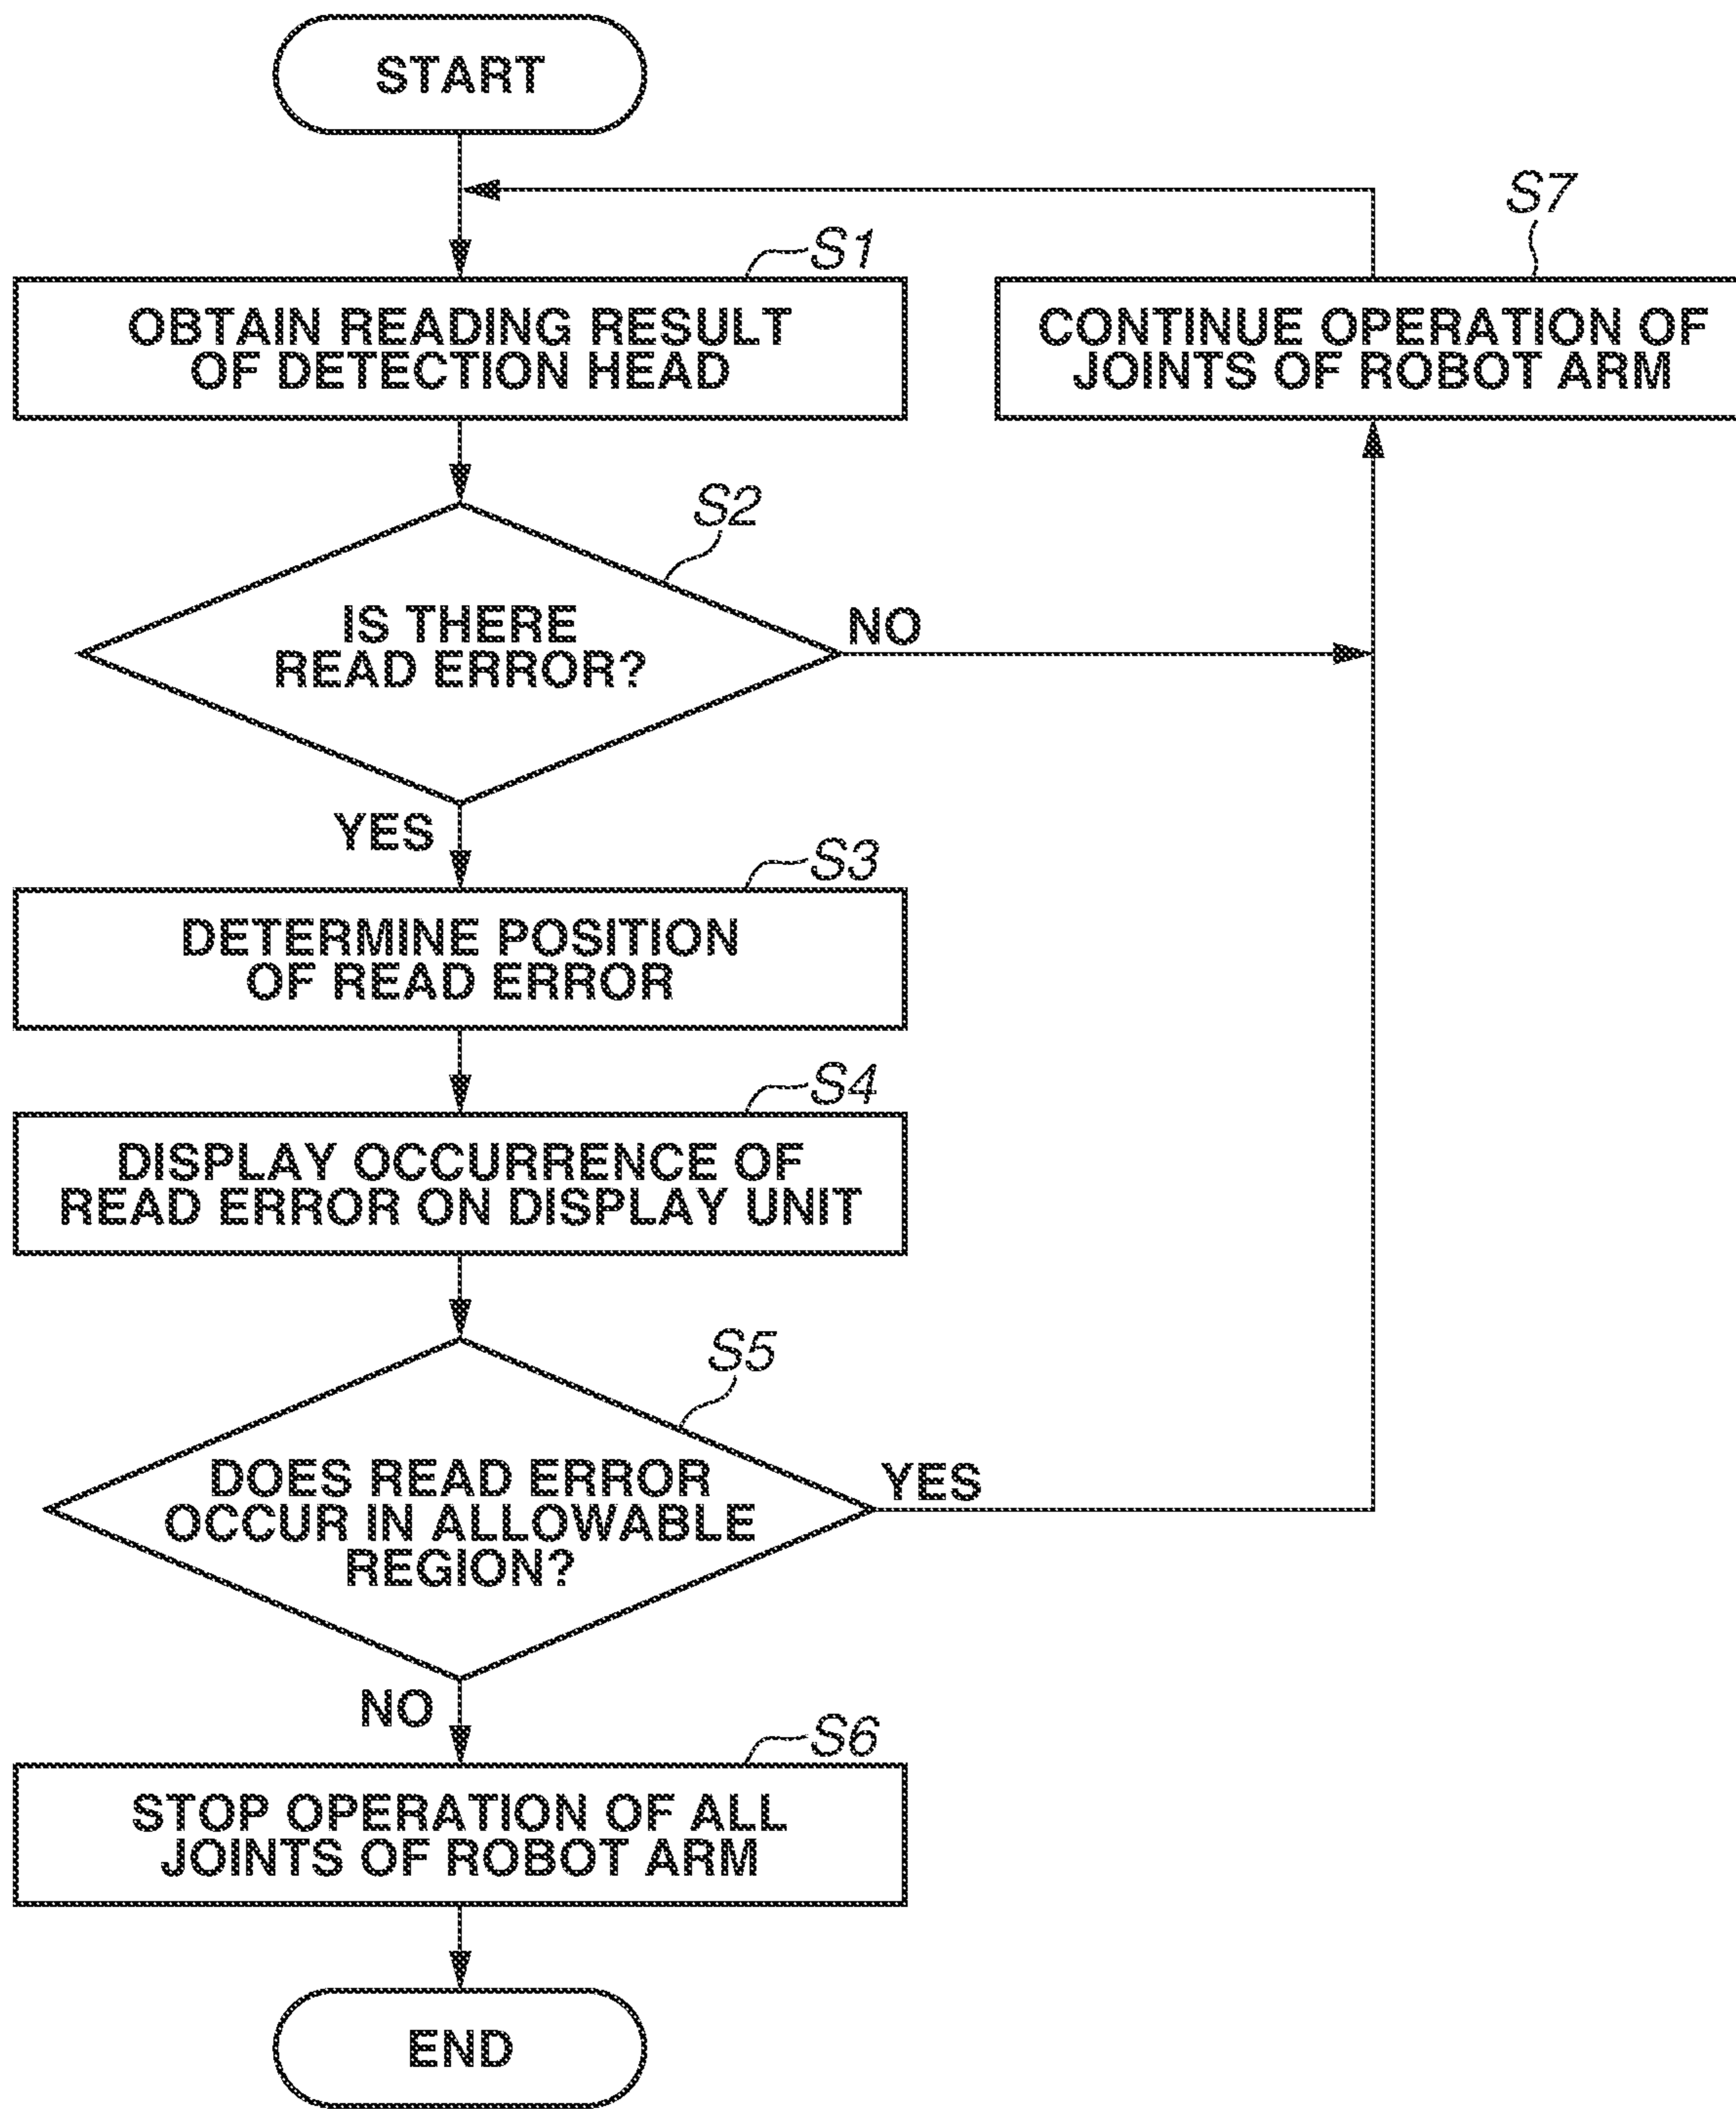 START
S7
S1
OBTAIN READING RESULT
OF DETECTION HEAD
CONTINUE OPERATION OF
JOINTS OF ROBOT ARM
S2
IS THERE
READ ERROR?
NO
YES
S3
DETERMINE POSITION
OF READ ERROR
S4
DISPLAY OCCURRENCE OF
READ ERROR ON DISPLAY UNIT
S5
DOES READ ERROR
OCCUR IN ALLOWABLE
REGION?
YES
NO
S6
STOP OPERATION OF ALL
JOINTS OF ROBOT ARM
END